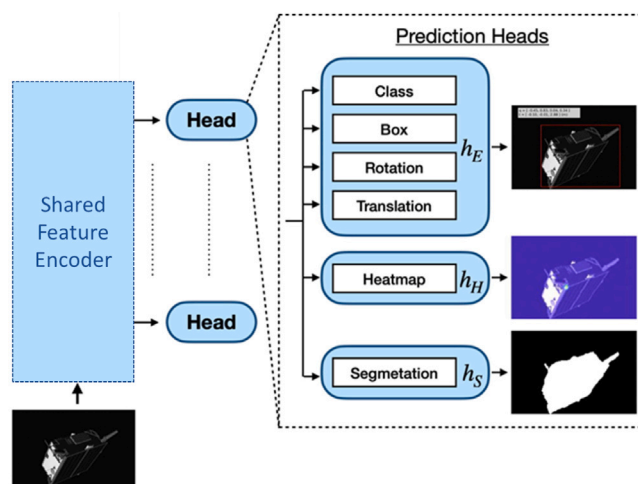 Prediction Heads
Head
Class
Box
Rotation
Translation
h_E
Shared
Feature
Encoder
Heatmap
h_H
Head
Segmetation
h_S